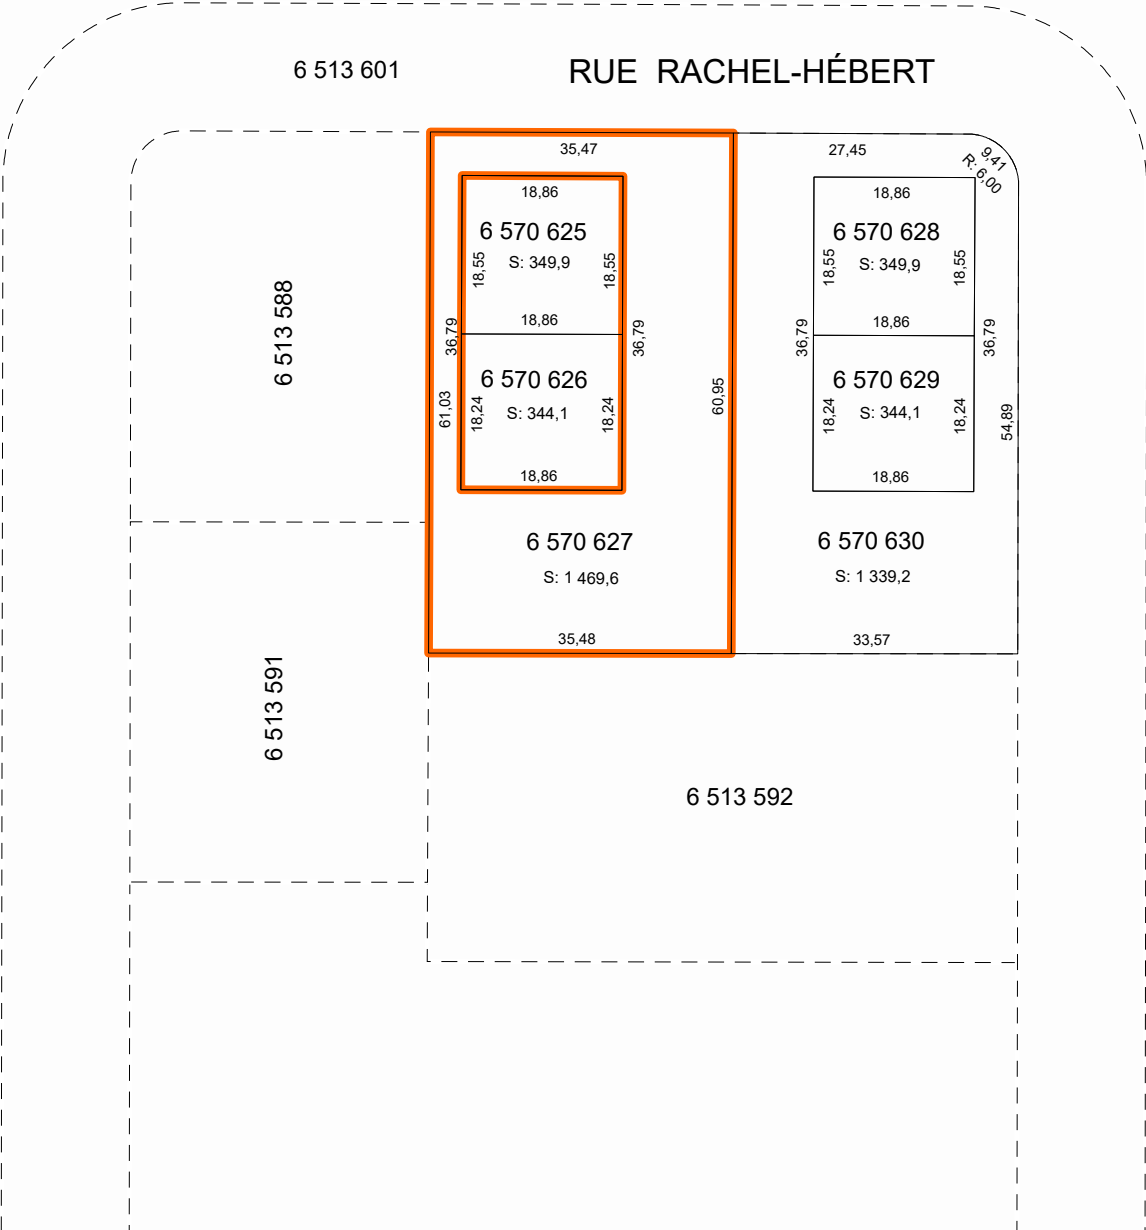 6 513 601
RUE RACHEL-HÉBERT
35,47
27,45
9,41
R: 6,00
18,86
6 570 625
S: 349,9
18,55
18,55
18,86
36,79
36,79
6 570 626
S: 344,1
18,24
18,24
18,86
61,03
60,95
6 570 627
S: 1 469,6
35,48
18,86
6 570 628
S: 349,9
18,55
18,55
18,86
36,79
36,79
6 570 629
S: 344,1
18,24
18,24
18,86
54,89
6 570 630
S: 1 339,2
33,57
6 513 588
6 513 591
6 513 592